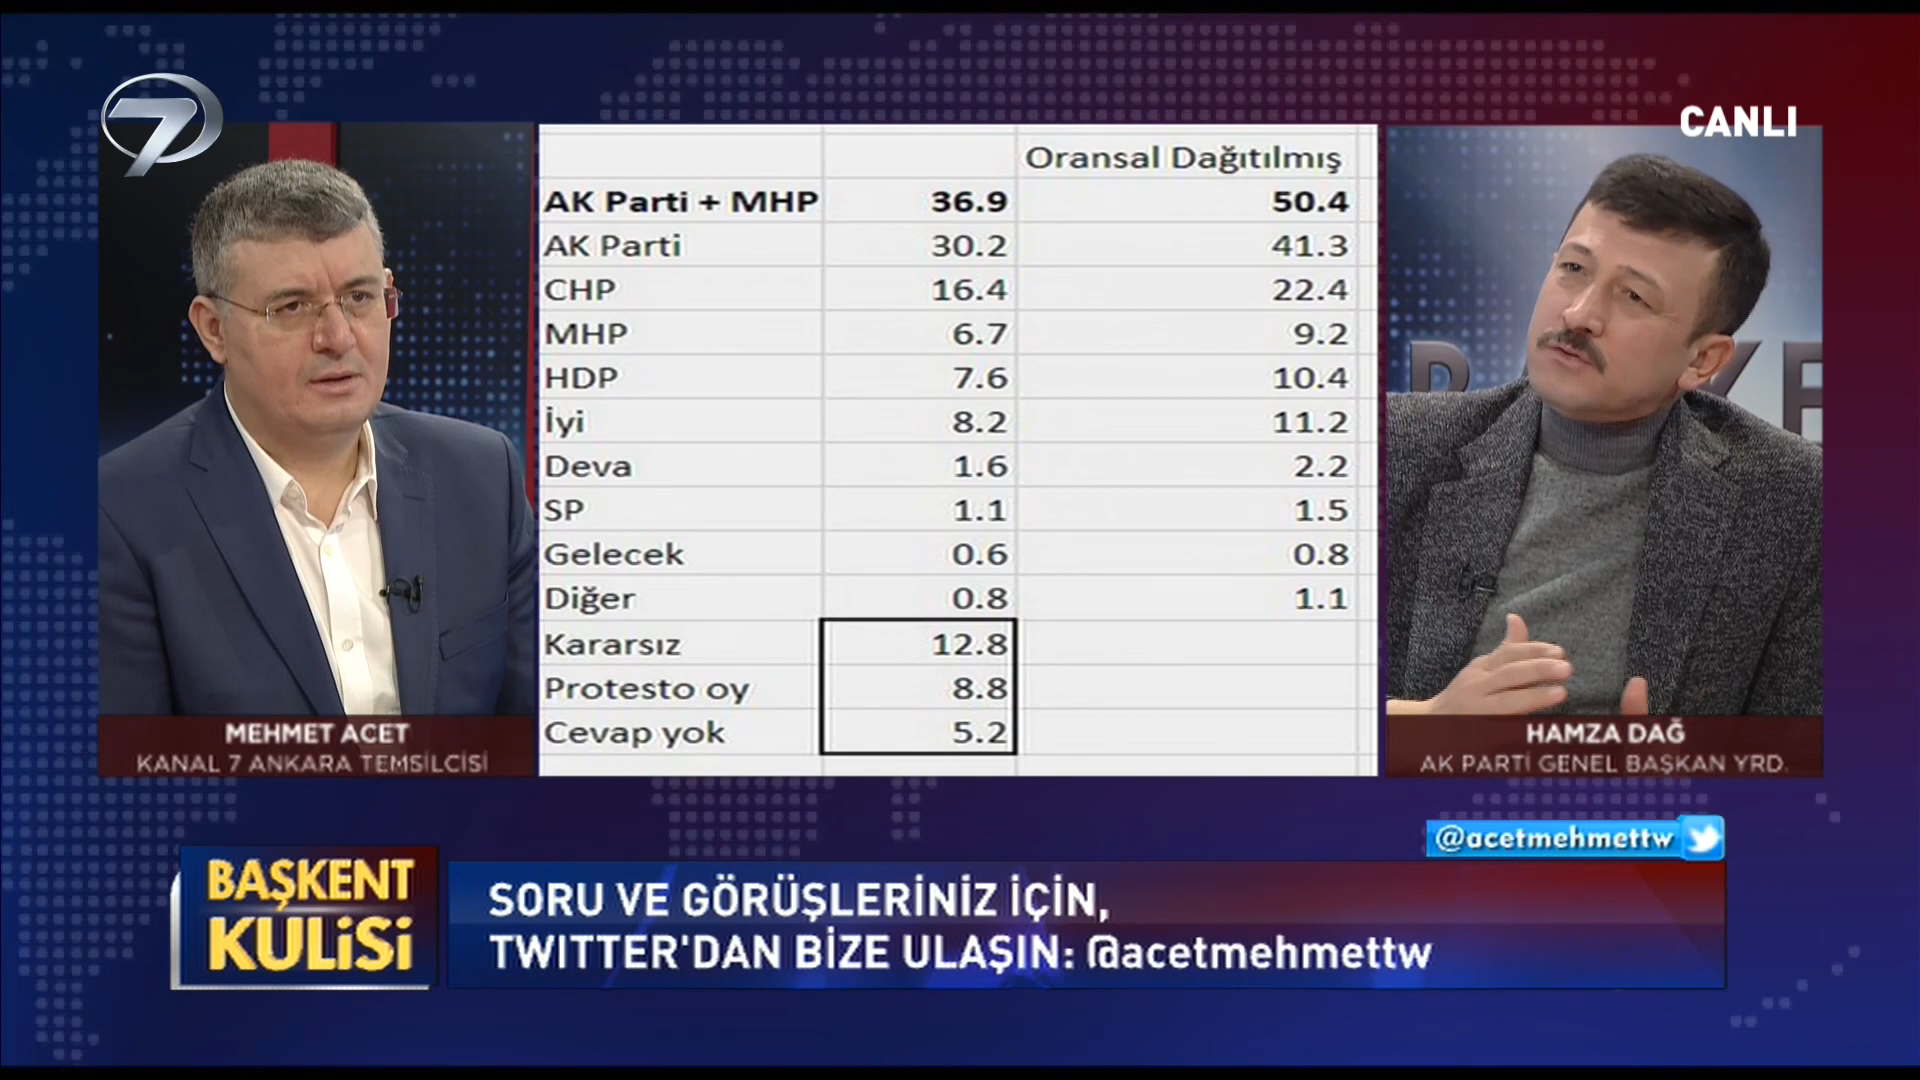 7
CANLI
Oransal Dağıtılmış
AK Parti + MHP 36.9 50.4
AK Parti 30.2 41.3
CHP 16.4 22.4
MHP 6.7 9.2
HDP 7.6 10.4
İyi 8.2 11.2
Deva 1.6 2.2
SP 1.1 1.5
Gelecek 0.6 0.8
Diğer 0.8 1.1
Kararsız 12.8
Protesto oy 8.8
Cevap yok 5.2
MEHMET ACET
KANAL 7 ANKARA TEMSİLCİSİ
HAMZA DAĞ
AK PARTİ GENEL BAŞKAN YRD.
@acetmehmettw
BAŞKENT
KULiSi
SORU VE GÖRÜŞLERİNİZ İÇİN,
TWITTER'DAN BİZE ULAŞIN: @acetmehmettw